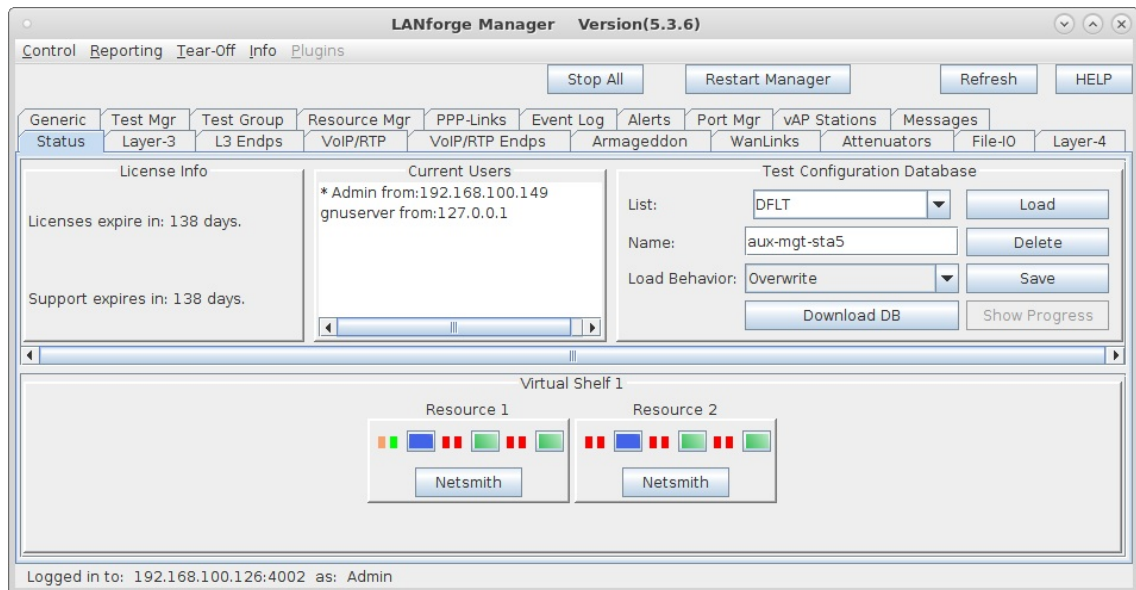 LANforge Manager Version(5.3.6)
Control Reporting Tear-Off Info Plugins
Stop All Restart Manager Refresh HELP
Generic Test Mgr Test Group Resource Mgr PPP-Links Event Log Alerts Port Mgr vAP Stations Messages
Status Layer-3 L3 Endps VoIP/RTP VoIP/RTP Endps Armageddon WanLinks Attenuators File-IO Layer-4
License Info
Licenses expire in: 138 days.
Support expires in: 138 days.
Current Users
* Admin from:192.168.100.149
gnuserver from:127.0.0.1
Test Configuration Database
List: DFLT Load
Name: aux-mgt-sta5 Delete
Load Behavior: Overwrite Save
Download DB Show Progress
Virtual Shelf 1
Resource 1 Resource 2
Netsmith Netsmith
Logged in to: 192.168.100.126:4002 as: Admin